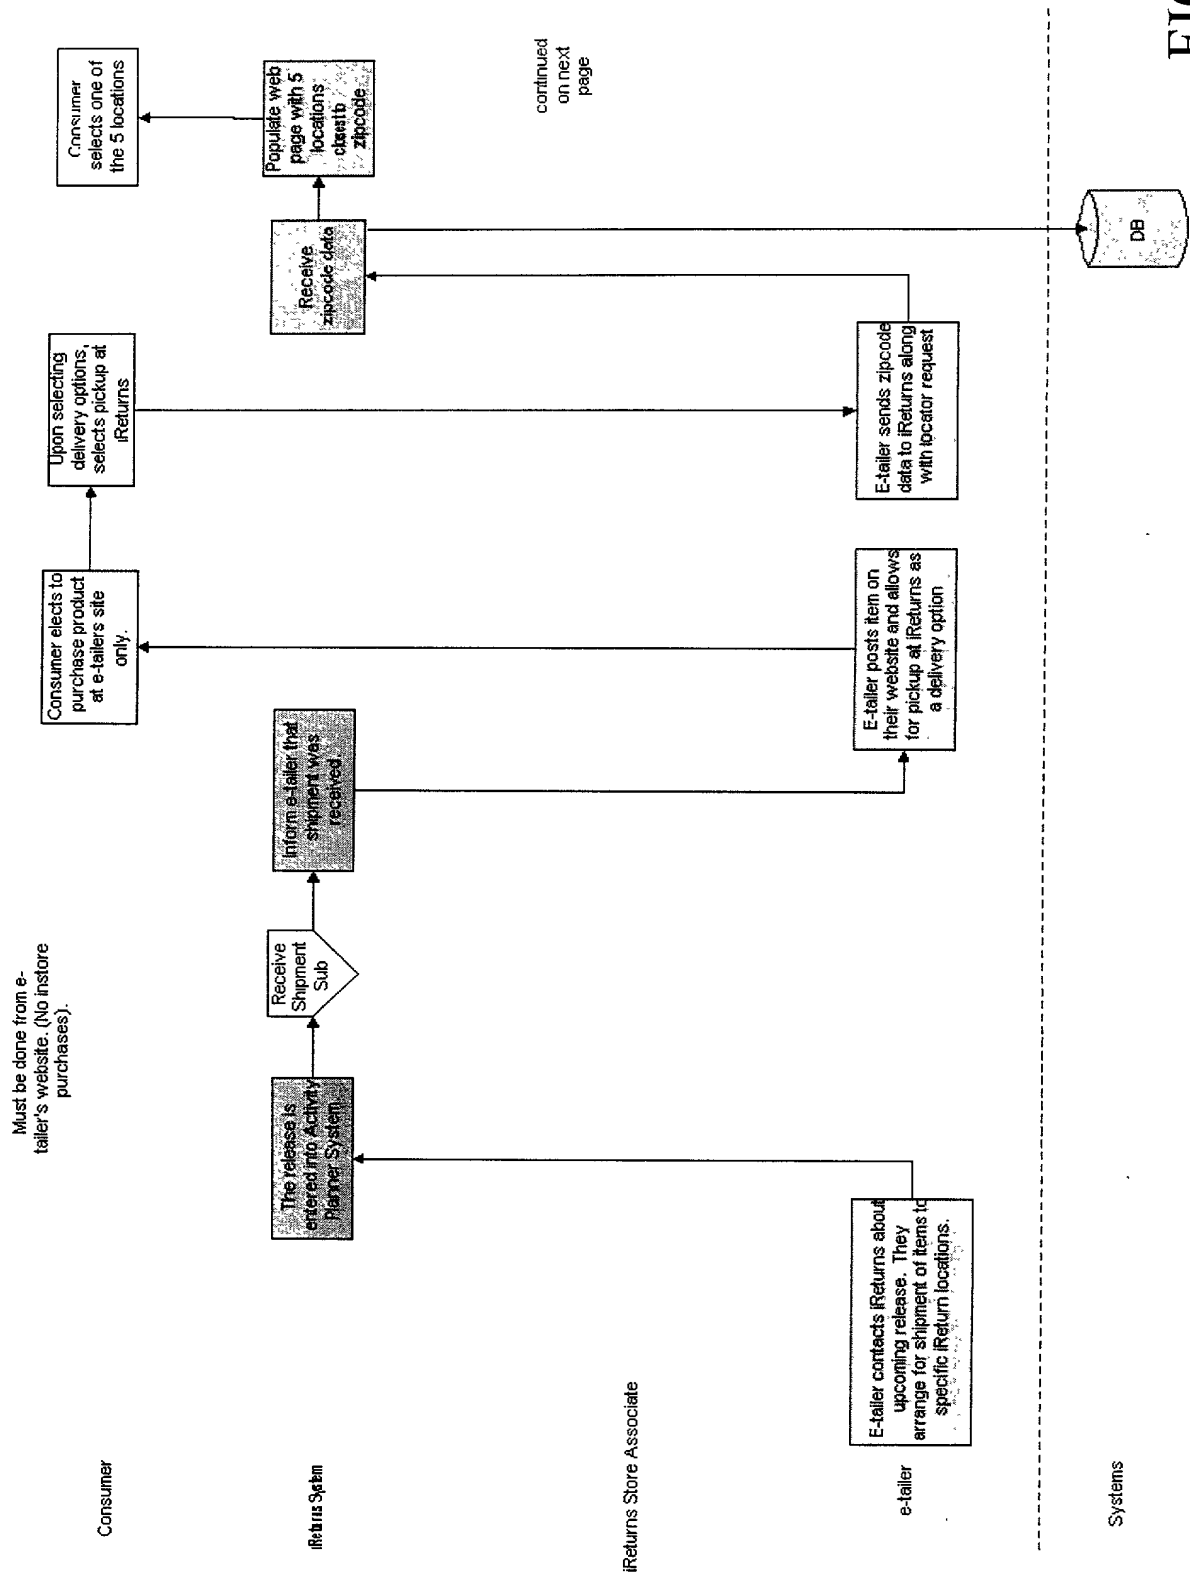 Must be done from e-
tailer's website. (No instore
purchases).
Consumer
Consumer elects to
purchase product
at e-tailers site
only.
Upon selecting
delivery options,
selects pickup at
iReturns
Consumer
selects one of
the 5 locations
iReturns System
The release is
entered into Activity
Planner System.
Receive
Shipment
Sub
Inform e-tailer that
shipment was
received.
Receive
zipcode data
Populate web
page with 5
locations
closest to
zipcode.
iReturns Store Associate
continued
on next
page
e-tailer
E-tailer contacts iReturns about
upcoming release. They
arrange for shipment of items to
specific iReturn locations.
E-tailer posts item on
their website and allows
for pickup at iReturns as
a delivery option
E-tailer sends zipcode
data to iReturns along
with locator request
Systems
DB